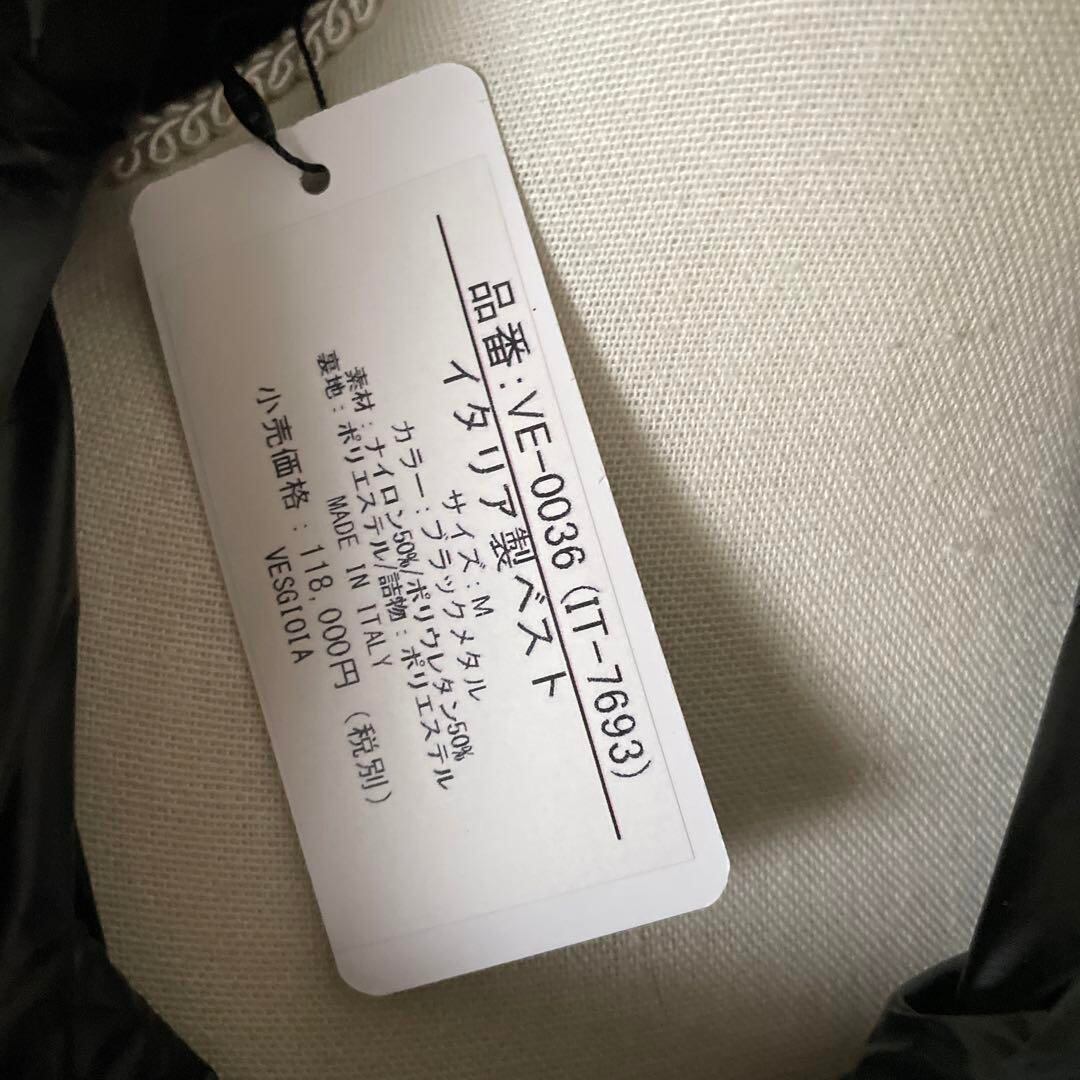 品番:VE-0036(IT-7693)
イタリア製ベスト
サイズ:M
カラー:ブラックメタル
素材:ナイロン50%/ポリウレタン50%
裏地:ポリエステル/詰物:ポリエステル
MADE IN ITALY
小売価格:118,000円(税別)
VESGIOIA